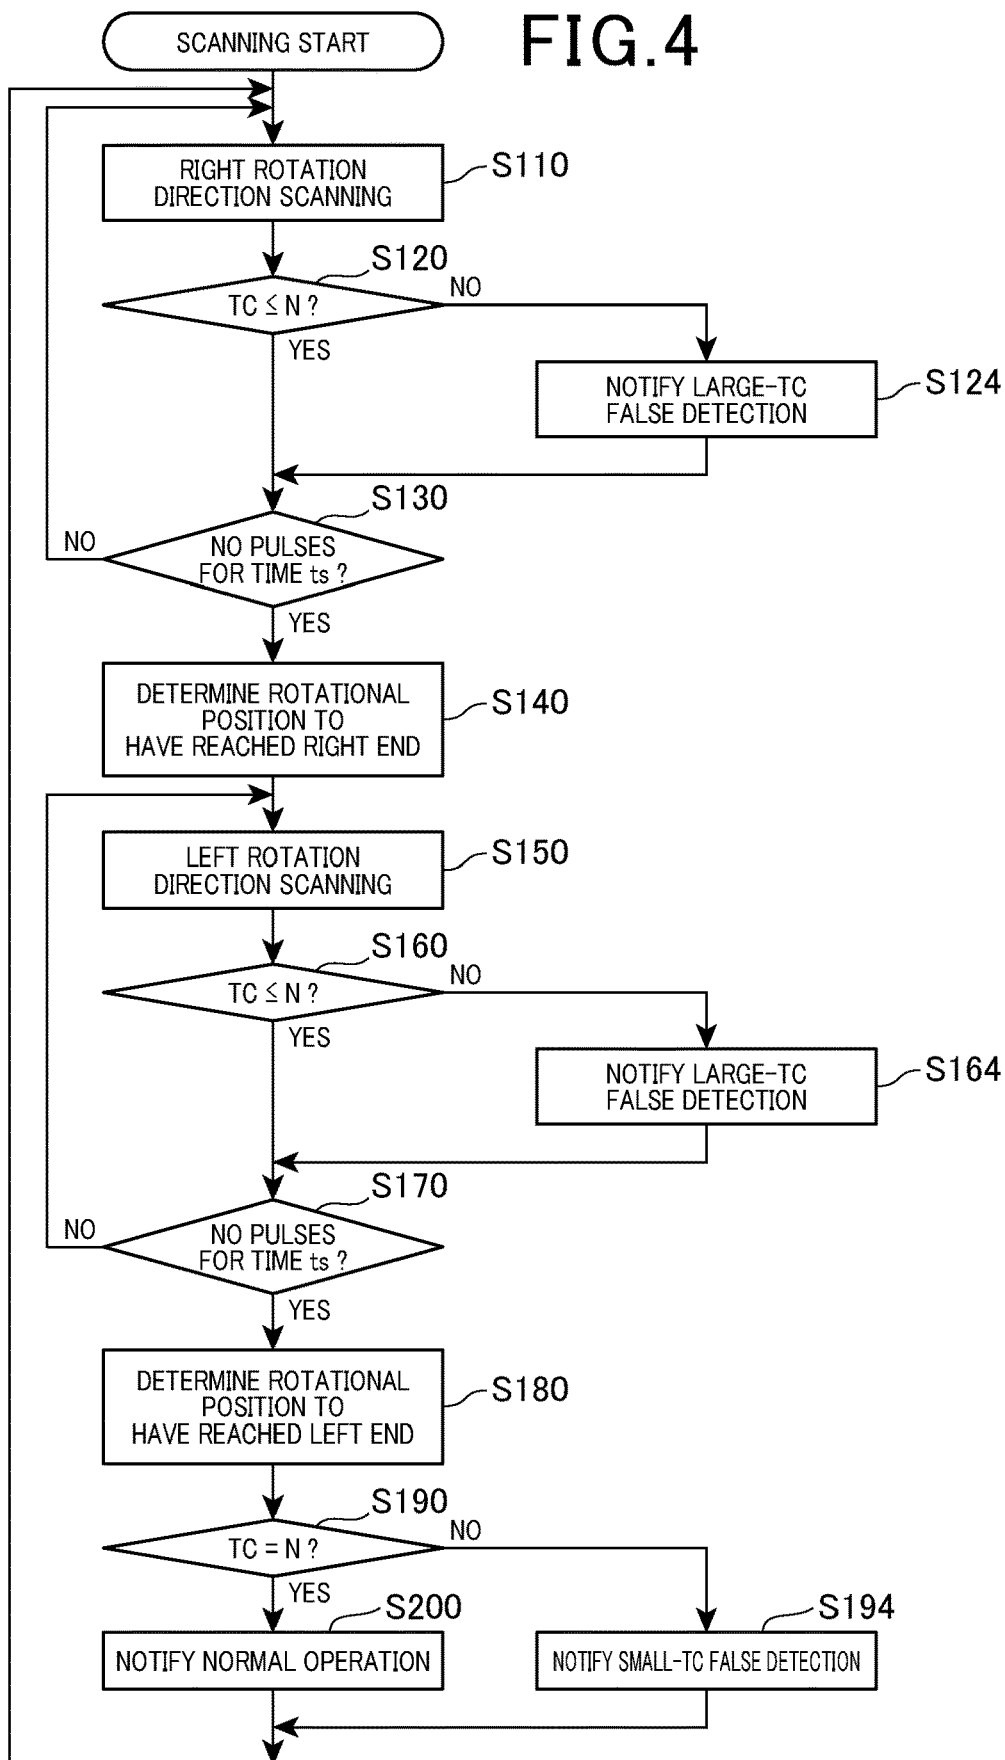 FIG.4
SCANNING START
RIGHT ROTATION
DIRECTION SCANNING
S110
S120
TC ≤ N ?
NO
YES
NOTIFY LARGE-TC
FALSE DETECTION
S124
S130
NO PULSES
FOR TIME ts ?
NO
YES
DETERMINE ROTATIONAL
POSITION TO
HAVE REACHED RIGHT END
S140
LEFT ROTATION
DIRECTION SCANNING
S150
S160
TC ≤ N ?
NO
YES
NOTIFY LARGE-TC
FALSE DETECTION
S164
S170
NO PULSES
FOR TIME ts ?
NO
YES
DETERMINE ROTATIONAL
POSITION TO
HAVE REACHED LEFT END
S180
S190
TC = N ?
NO
YES
S200
NOTIFY NORMAL OPERATION
S194
NOTIFY SMALL-TC FALSE DETECTION